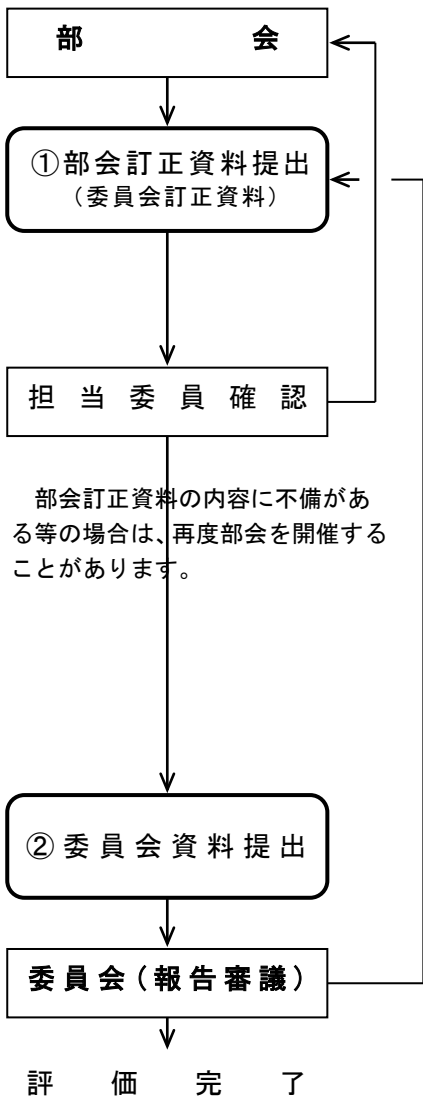 部会
①部会訂正資料提出
（委員会訂正資料）
担当委員確認
部会訂正資料の内容に不備があ
る等の場合は、再度部会を開催する
ことがあります。
②委員会資料提出
委員会（報告審議）
評価完了